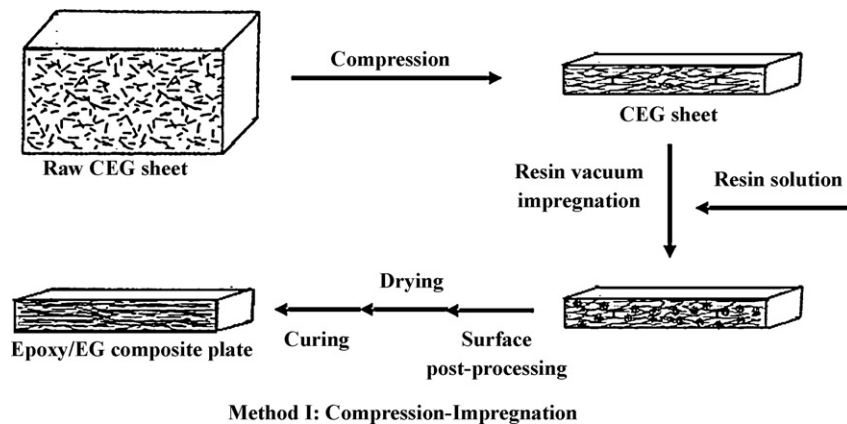 Compression
Raw CEG sheet
CEG sheet
Resin vacuum
impregnation
Resin solution
Drying
Curing
Surface
post-processing
Epoxy/EG composite plate
Method I: Compression-Impregnation